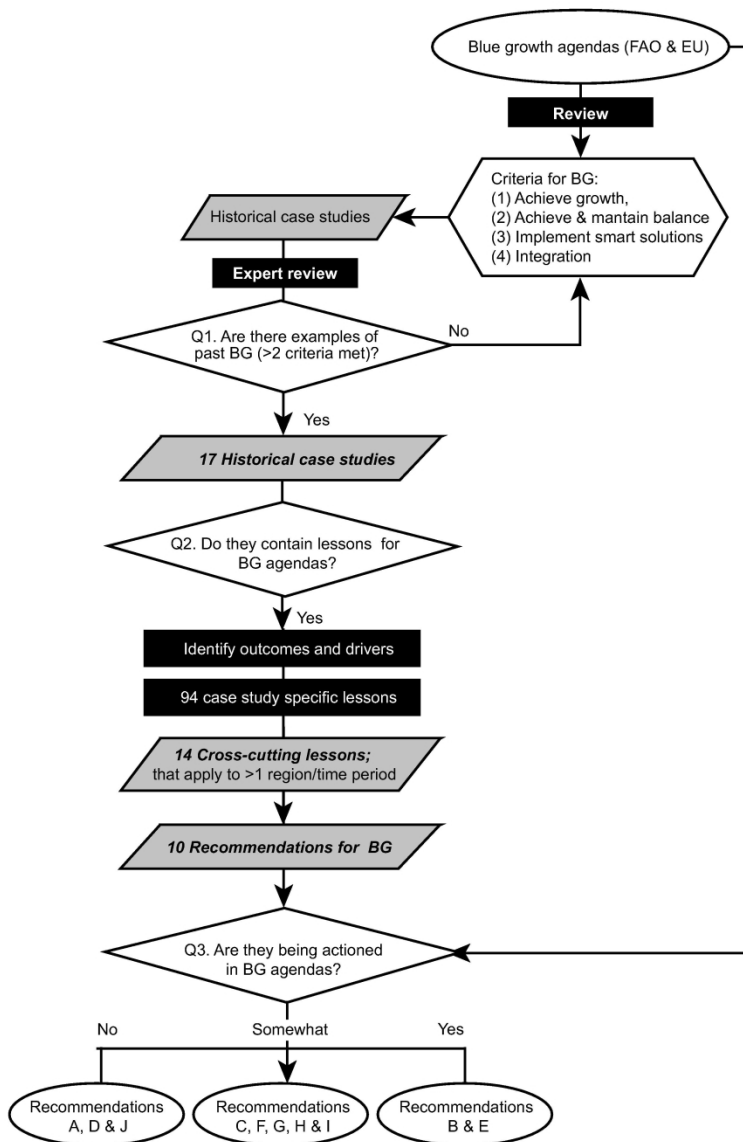 Blue growth agendas (FAO & EU)
Review
Criteria for BG:
(1) Achieve growth,
(2) Achieve & mantain balance
(3) Implement smart solutions
(4) Integration
Historical case studies
Expert review
Q1. Are there examples of
past BG (>2 criteria met)?
No
Yes
17 Historical case studies
Q2. Do they contain lessons for
BG agendas?
Yes
Identify outcomes and drivers
94 case study specific lessons
14 Cross-cutting lessons;
that apply to >1 region/time period
10 Recommendations for BG
Q3. Are they being actioned
in BG agendas?
No
Somewhat
Yes
Recommendations
A, D & J
Recommendations
C, F, G, H & I
Recommendations
B & E